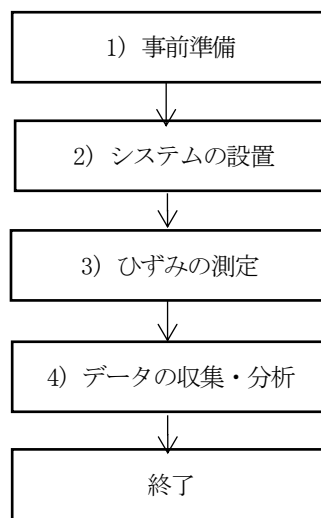 1）事前準備
2）システムの設置
3）ひずみの測定
4）データの収集・分析
終了